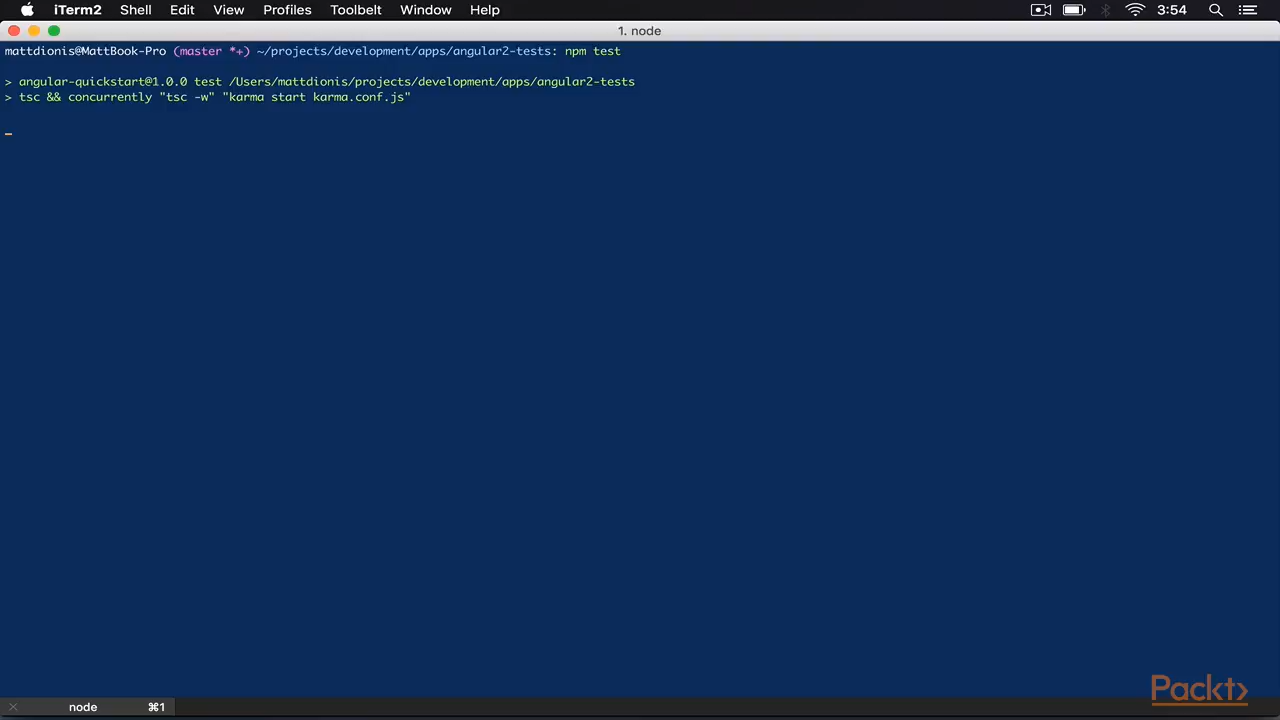 iTerm2 Shell Edit View Profiles Toolbelt Window Help 3:54
1. node
mattdionis@MattBook-Pro (master *+) ~/projects/development/apps/angular2-tests: npm test
> angular-quickstart@1.0.0 test /Users/mattdionis/projects/development/apps/angular2-tests
> tsc && concurrently "tsc -w" "karma start karma.conf.js"
Packt>
node ⌘1